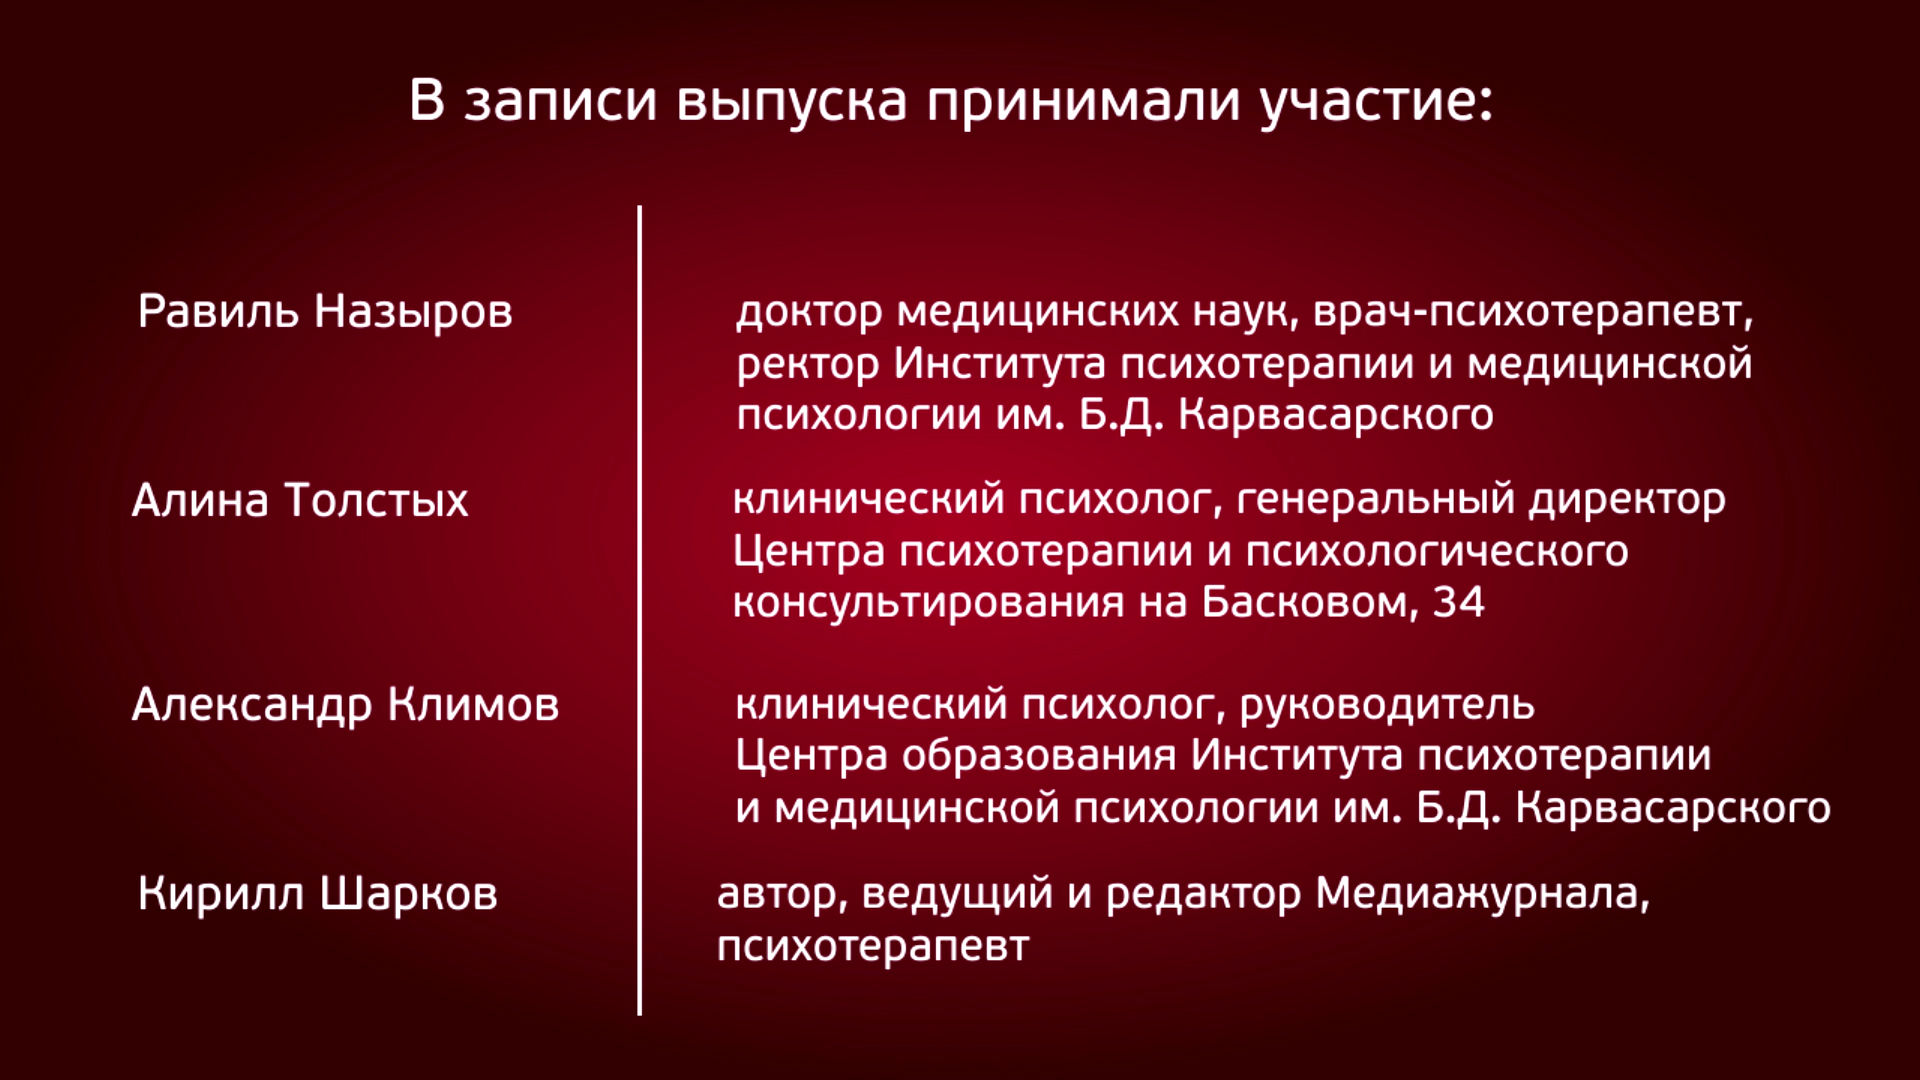 В записи выпуска принимали участие:
Равиль Назыров
доктор медицинских наук, врач-психотерапевт,
ректор Института психотерапии и медицинской
психологии им. Б.Д. Карвасарского
Алина Толстых
клинический психолог, генеральный директор
Центра психотерапии и психологического
консультирования на Басковом, 34
Александр Климов
клинический психолог, руководитель
Центра образования Института психотерапии
и медицинской психологии им. Б.Д. Карвасарского
Кирилл Шарков
автор, ведущий и редактор Медиажурнала,
психотерапевт